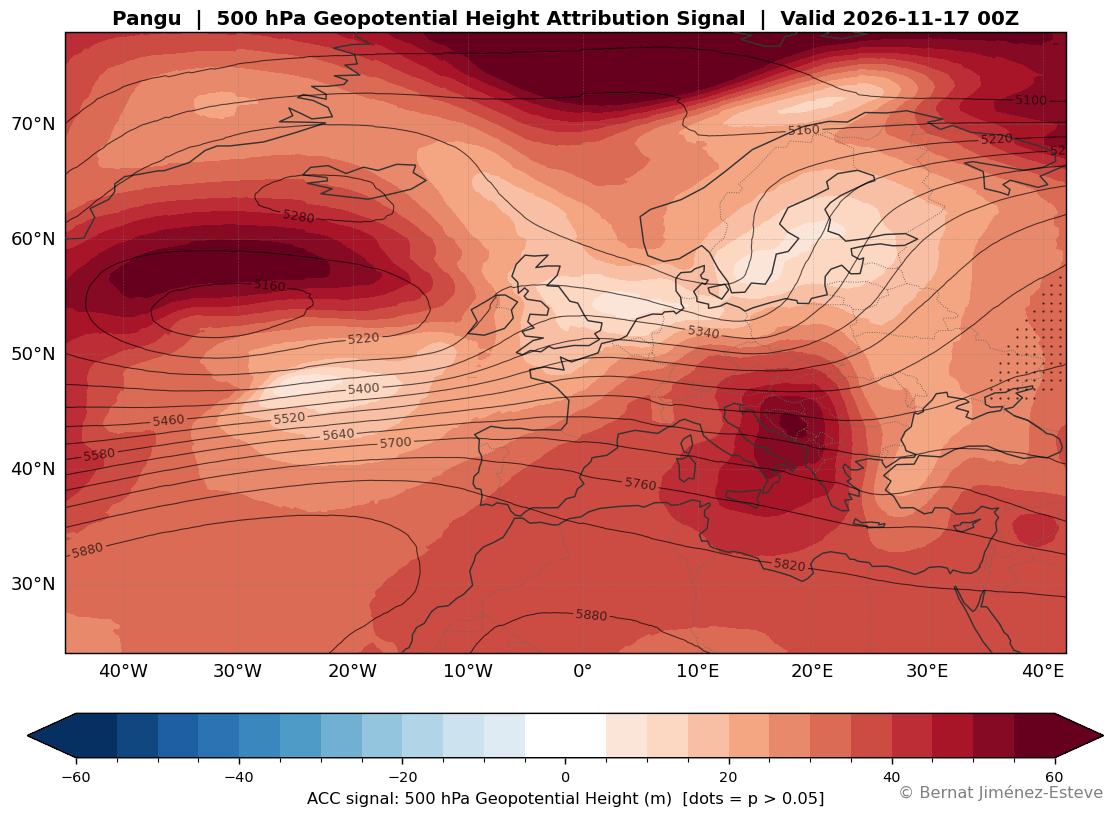 Pangu | 500 hPa Geopotential Height Attribution Signal | Valid 2026-11-17 00Z
70°N
60°N
50°N
40°N
30°N
5100
5160
5220
52
5280
5160
5220
5340
5400
5460
5520
5640
5580
5700
5760
5880
5820
5880
40°W
30°W
20°W
10°W
0°
10°E
20°E
30°E
40°E
−60
−40
−20
0
20
40
60
ACC signal: 500 hPa Geopotential Height (m) [dots = p > 0.05]
© Bernat Jiménez-Esteve